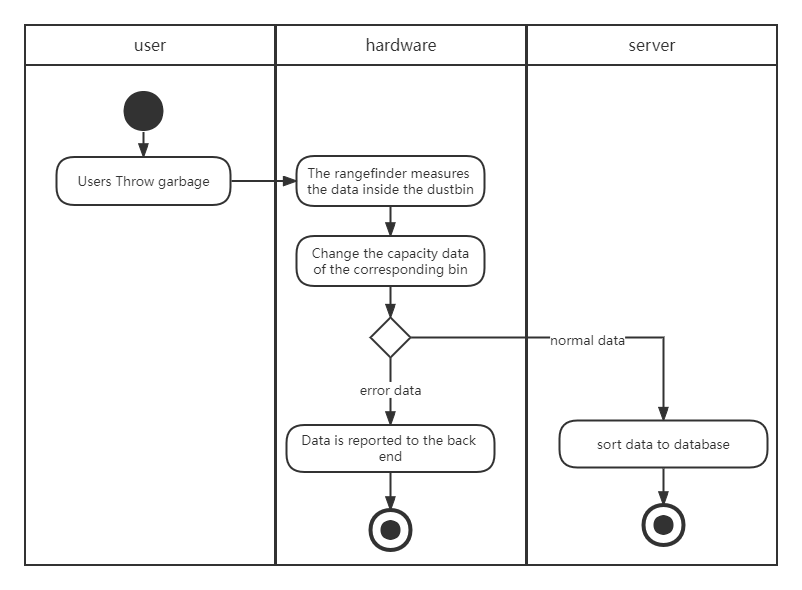 user
hardware
server
Users Throw garbage
The rangefinder measures
the data inside the dustbin
Change the capacity data
of the corresponding bin
normal data
error data
Data is reported to the back
end
sort data to database